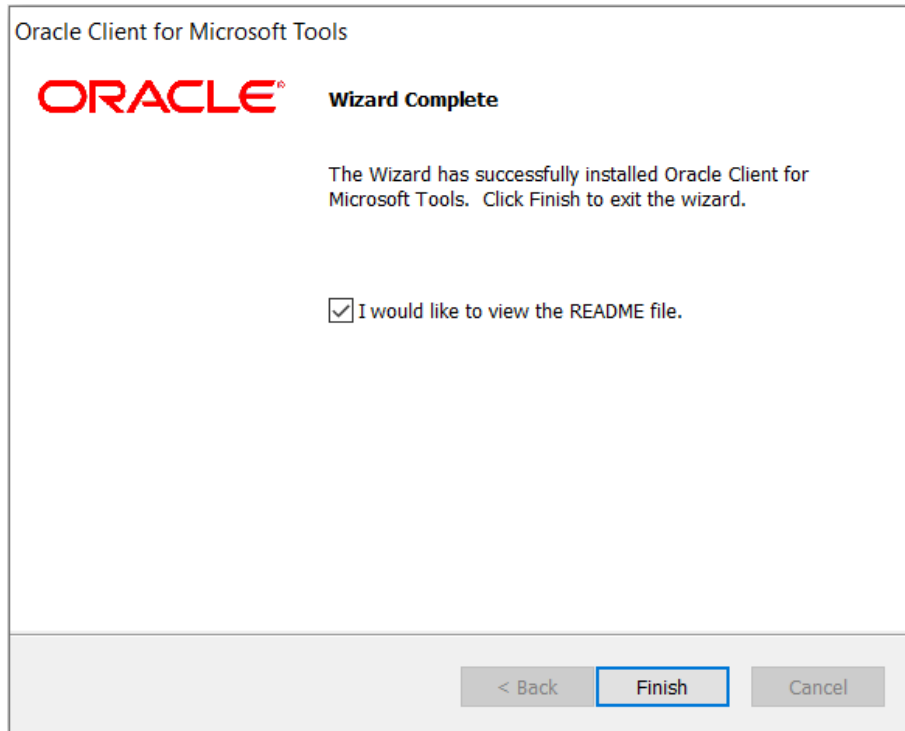 Oracle Client for Microsoft Tools
ORACLE®
Wizard Complete
The Wizard has successfully installed Oracle Client for
Microsoft Tools. Click Finish to exit the wizard.
I would like to view the README file.
< Back
Finish
Cancel